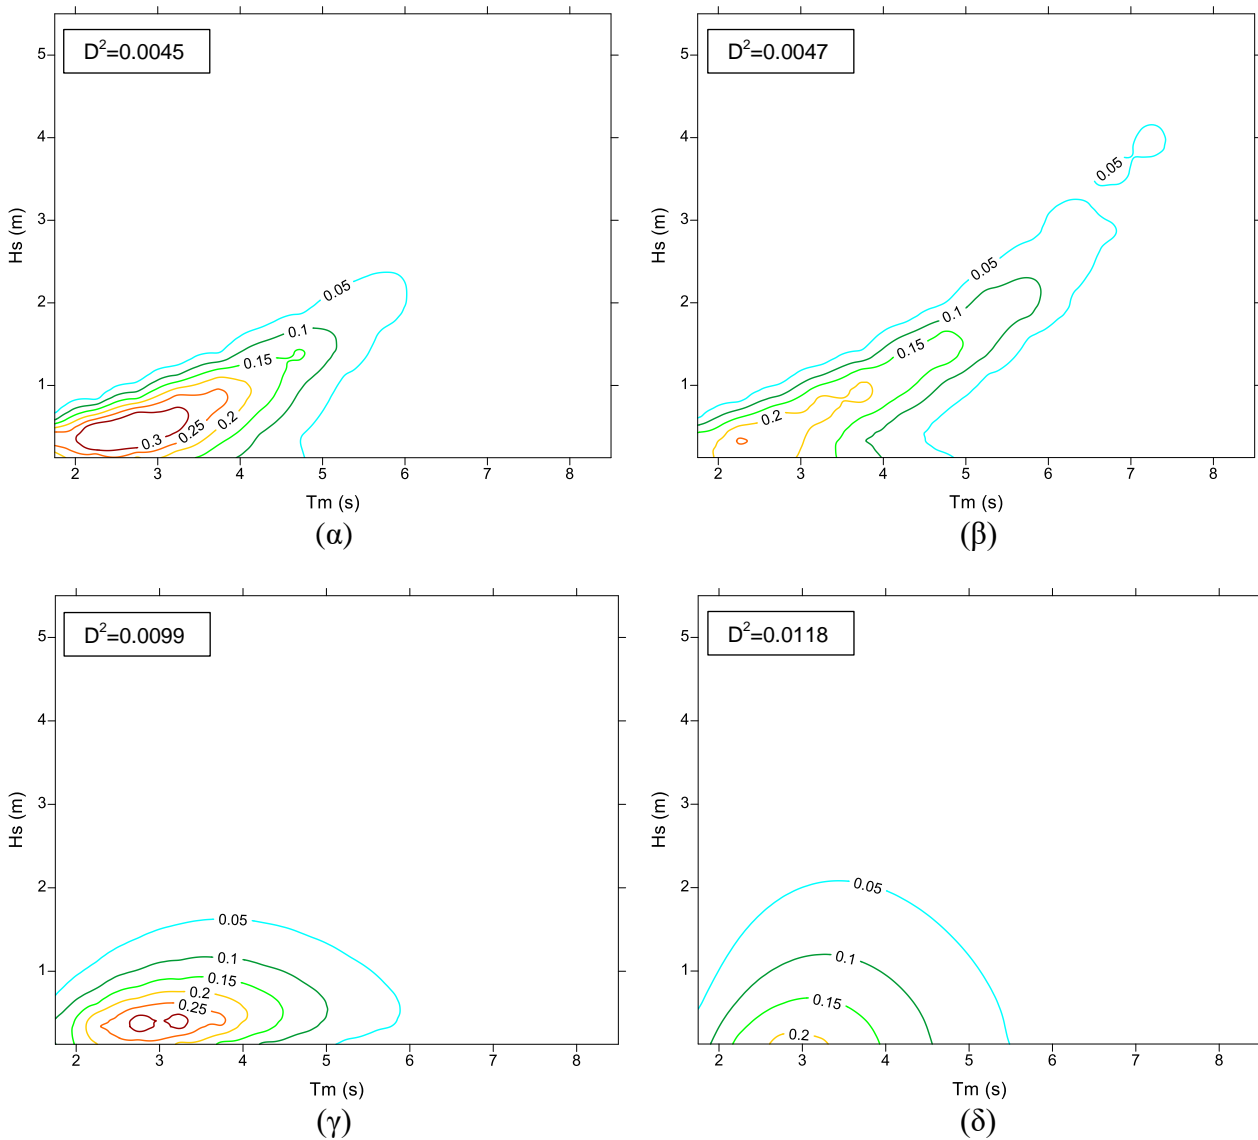 D²=0.0045
5
4
3
2
1
Hs (m)
0.05
0.1
0.15
0.2
0.25
0.3
2 3 4 5 6 7 8
Tm (s)
(α)
D²=0.0047
5
4
3
2
1
Hs (m)
0.05
0.05
0.1
0.15
0.2
2 3 4 5 6 7 8
Tm (s)
(β)
D²=0.0099
5
4
3
2
1
Hs (m)
0.05
0.1
0.15
0.2
0.25
2 3 4 5 6 7 8
Tm (s)
(γ)
D²=0.0118
5
4
3
2
1
Hs (m)
0.05
0.1
0.15
0.2
2 3 4 5 6 7 8
Tm (s)
(δ)